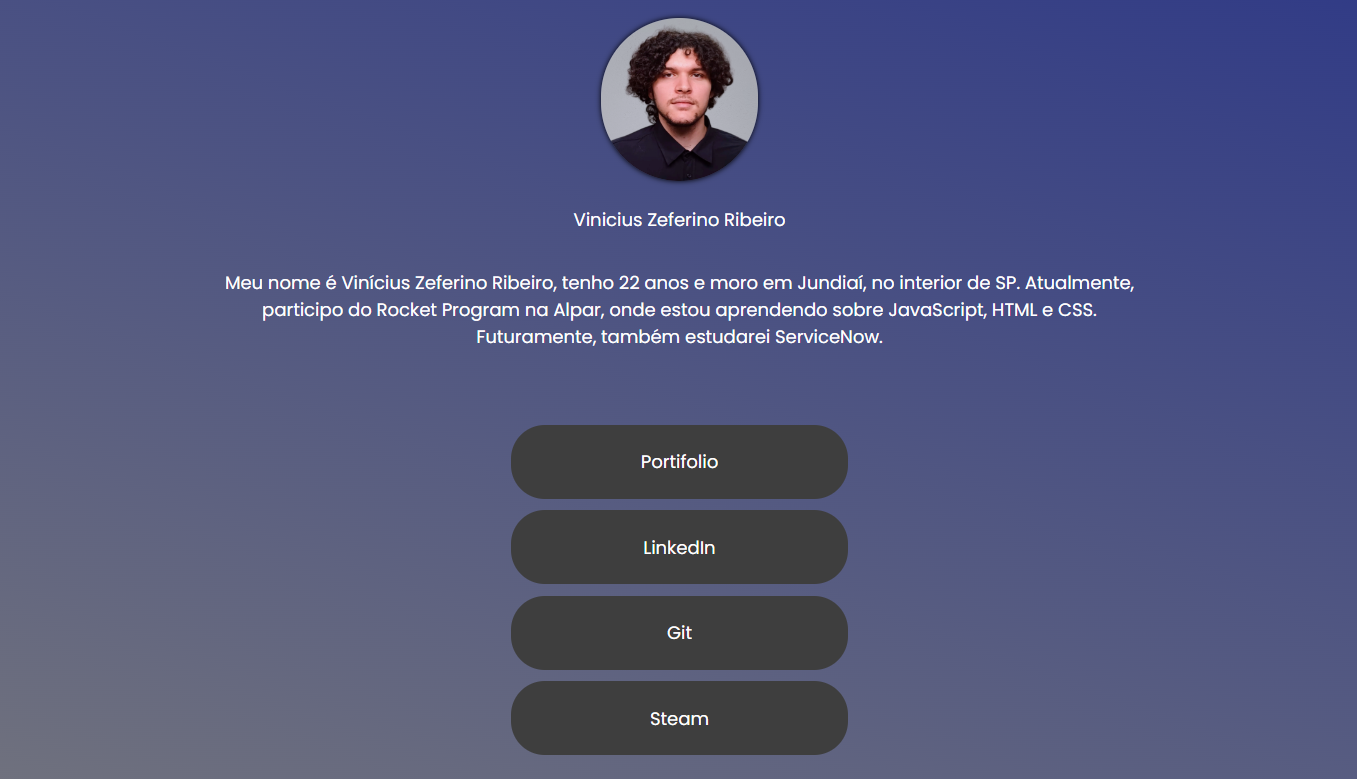 Vinicius Zeferino Ribeiro
Meu nome é Vinícius Zeferino Ribeiro, tenho 22 anos e moro em Jundiaí, no interior de SP. Atualmente,
participo do Rocket Program na Alpar, onde estou aprendendo sobre JavaScript, HTML e CSS.
Futuramente, também estudarei ServiceNow.
Portifolio
LinkedIn
Git
Steam